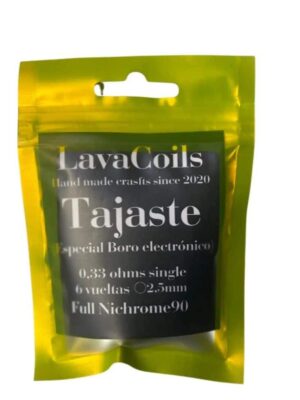 LavaCoils
Hand made crasfts since 2020
Tajaste
(Especial Boro electrónico)
0.33 ohms single
6 vueltas ○2.5mm
Full Nichrome90